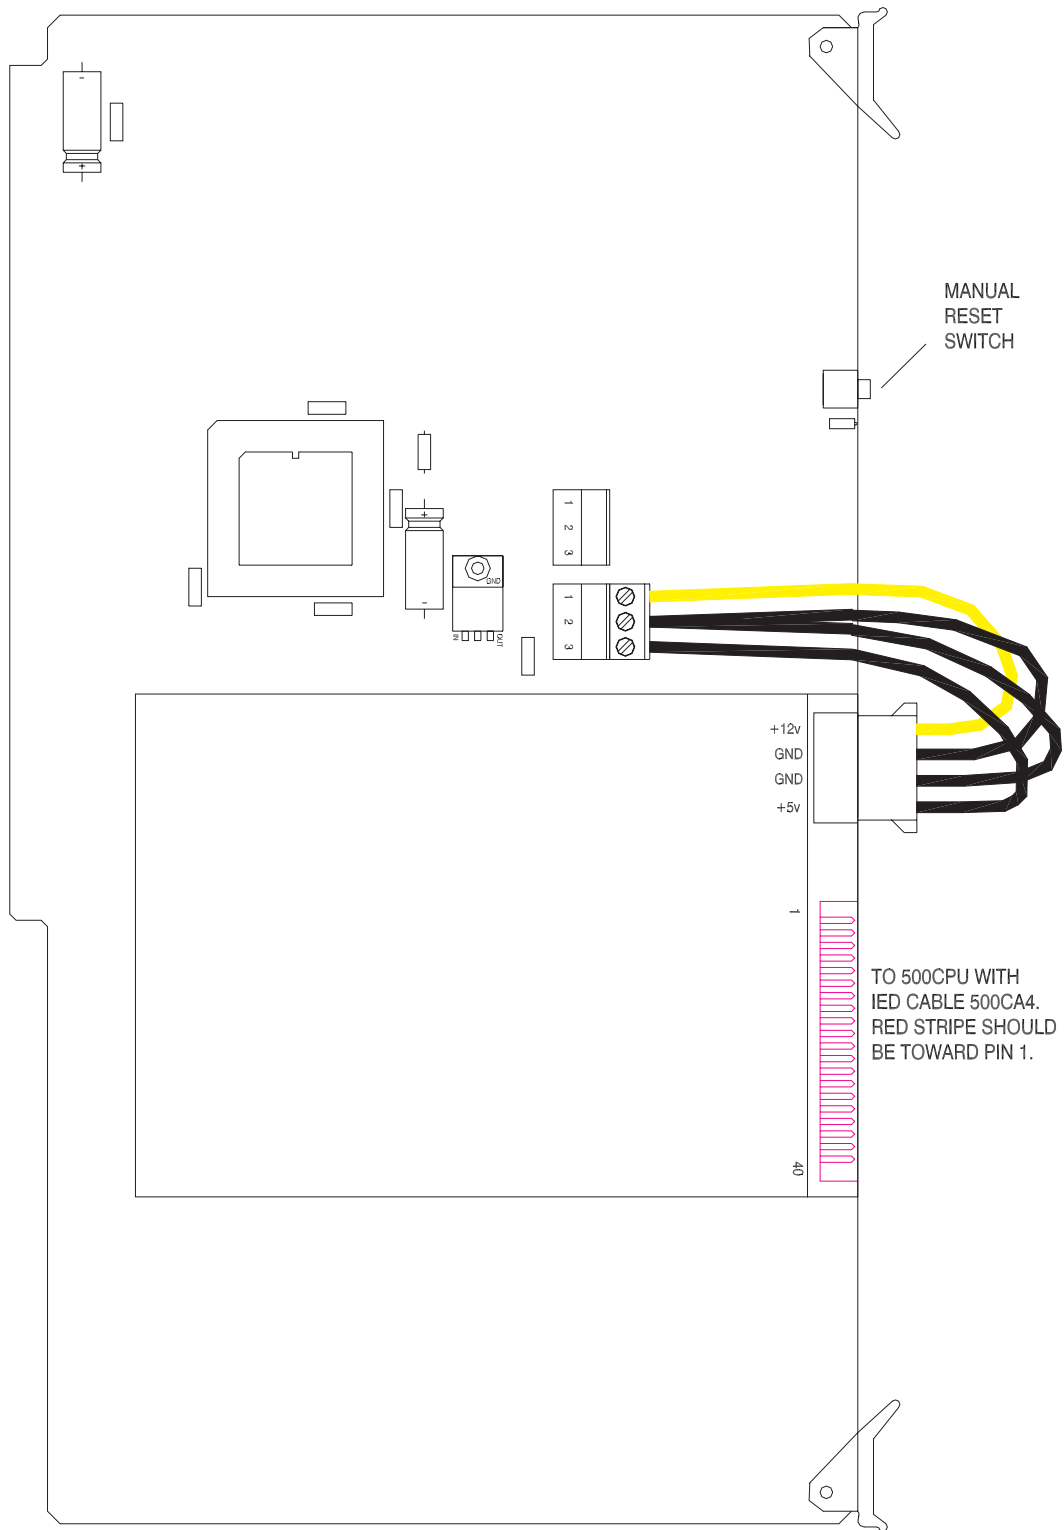 -
+
MANUAL
RESET
SWITCH
1
2
3
+
-
GND
IN
OUT
1
2
3
+12v
GND
GND
+5v
1
TO 500CPU WITH
IED CABLE 500CA4.
RED STRIPE SHOULD
BE TOWARD PIN 1.
40